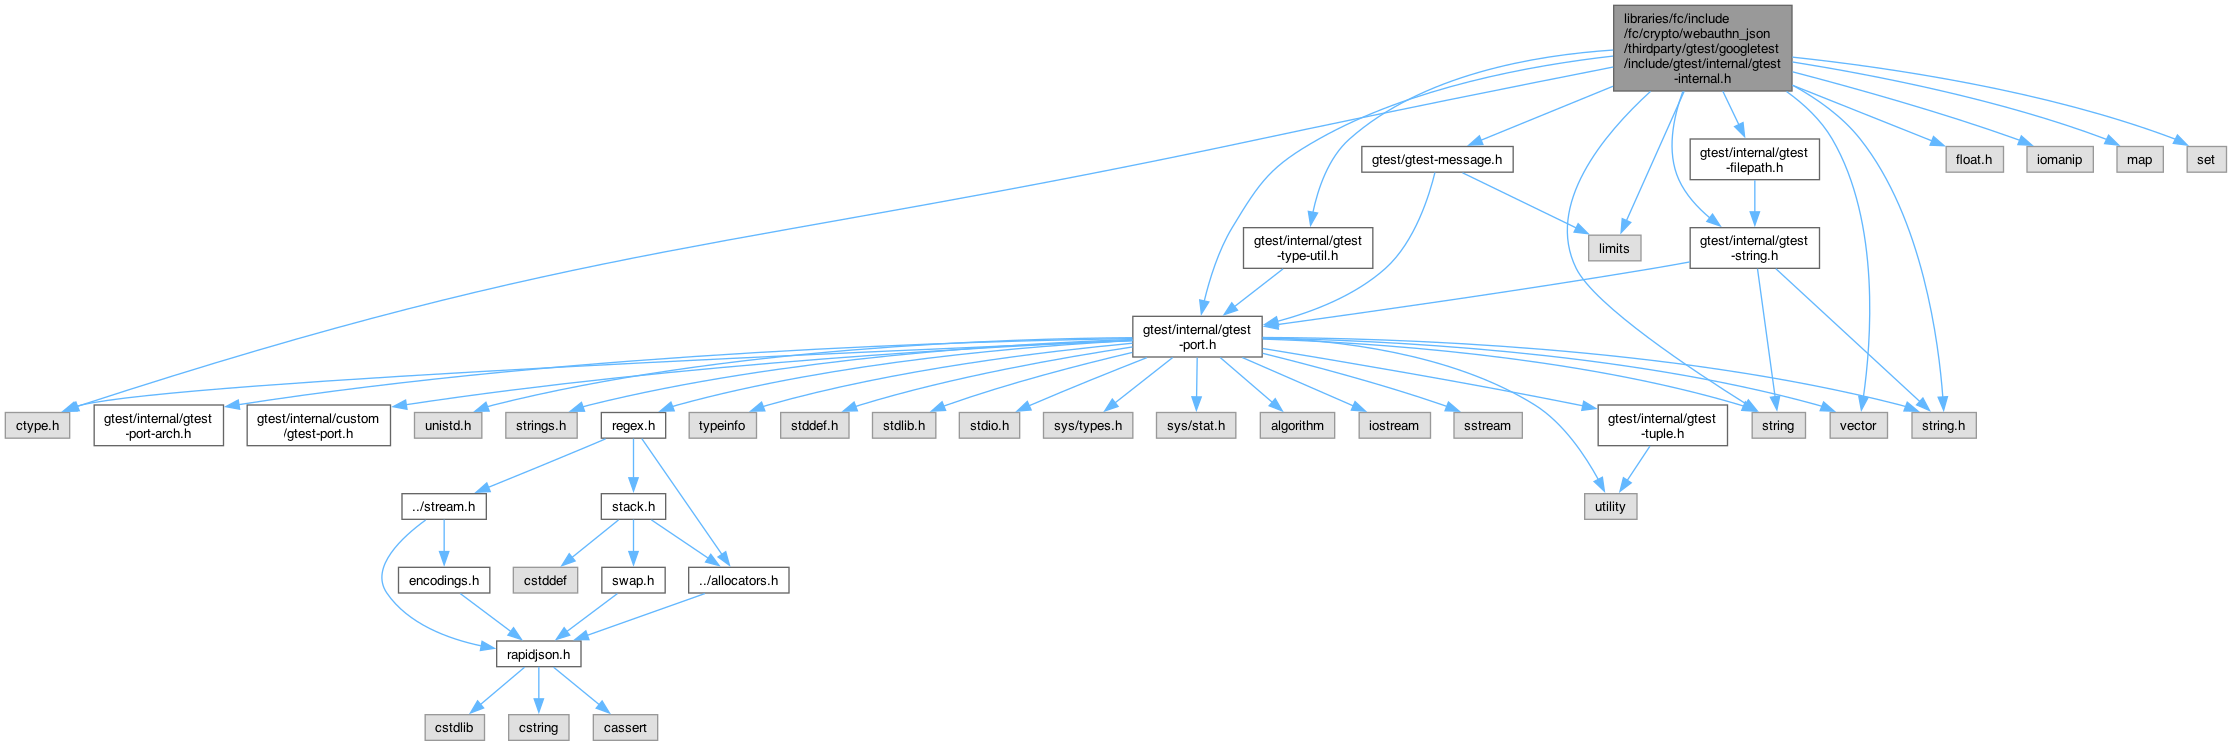 libraries/fc/include
/fc/crypto/webauthn_json
/thirdparty/gtest/googletest
/include/gtest/internal/gtest
-internal.h
gtest/gtest-message.h
gtest/internal/gtest
-filepath.h
float.h
iomanip
map
set
gtest/internal/gtest
-type-util.h
limits
gtest/internal/gtest
-string.h
gtest/internal/gtest
-port.h
ctype.h
gtest/internal/gtest
-port-arch.h
gtest/internal/custom
/gtest-port.h
unistd.h
strings.h
regex.h
typeinfo
stddef.h
stdlib.h
stdio.h
sys/types.h
sys/stat.h
algorithm
iostream
sstream
gtest/internal/gtest
-tuple.h
string
vector
string.h
../stream.h
stack.h
utility
encodings.h
cstddef
swap.h
../allocators.h
rapidjson.h
cstdlib
cstring
cassert